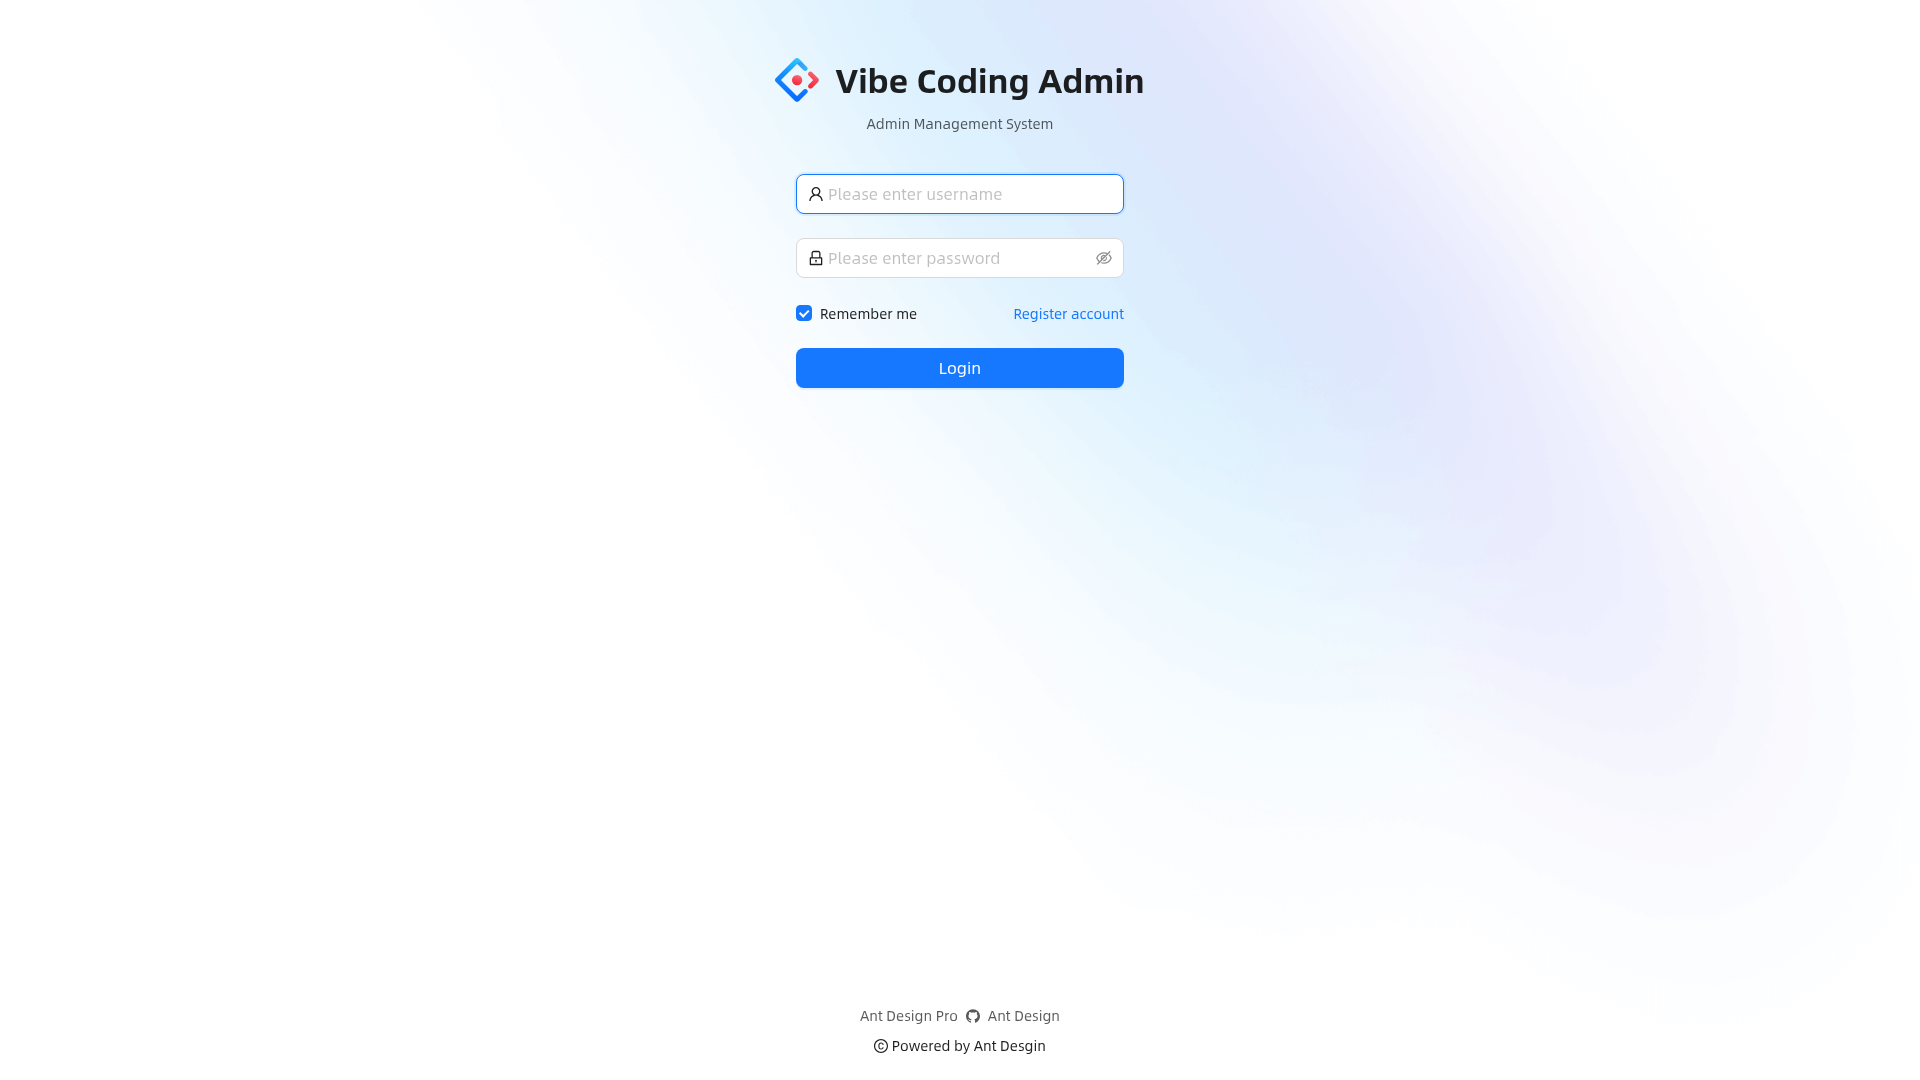 Vibe Coding Admin
Admin Management System
Please enter username
Please enter password
Remember me Register account
Login
Ant Design Pro Ant Design
© Powered by Ant Desgin